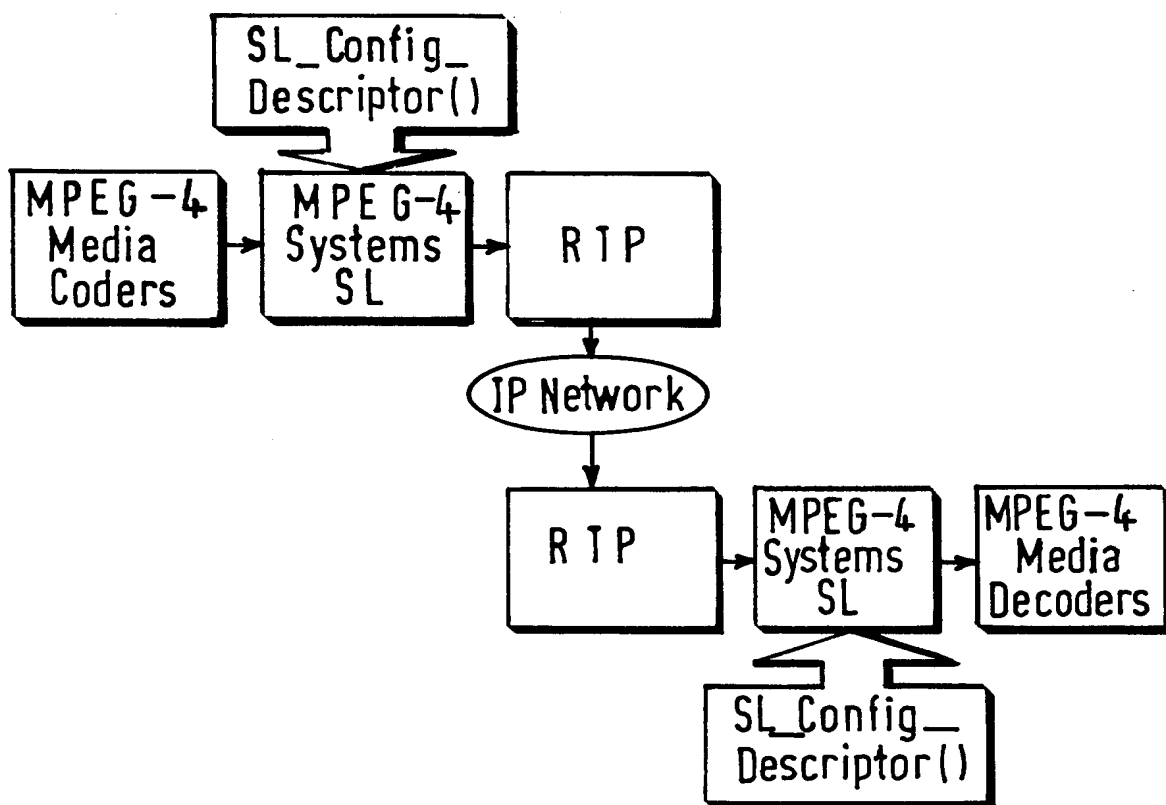 SL_Config_
Descriptor()
MPEG-4
Media
Coders
MPEG-4
Systems
SL
RTP
IP Network
RTP
MPEG-4
Systems
SL
MPEG-4
Media
Decoders
SL_Config_
Descriptor()